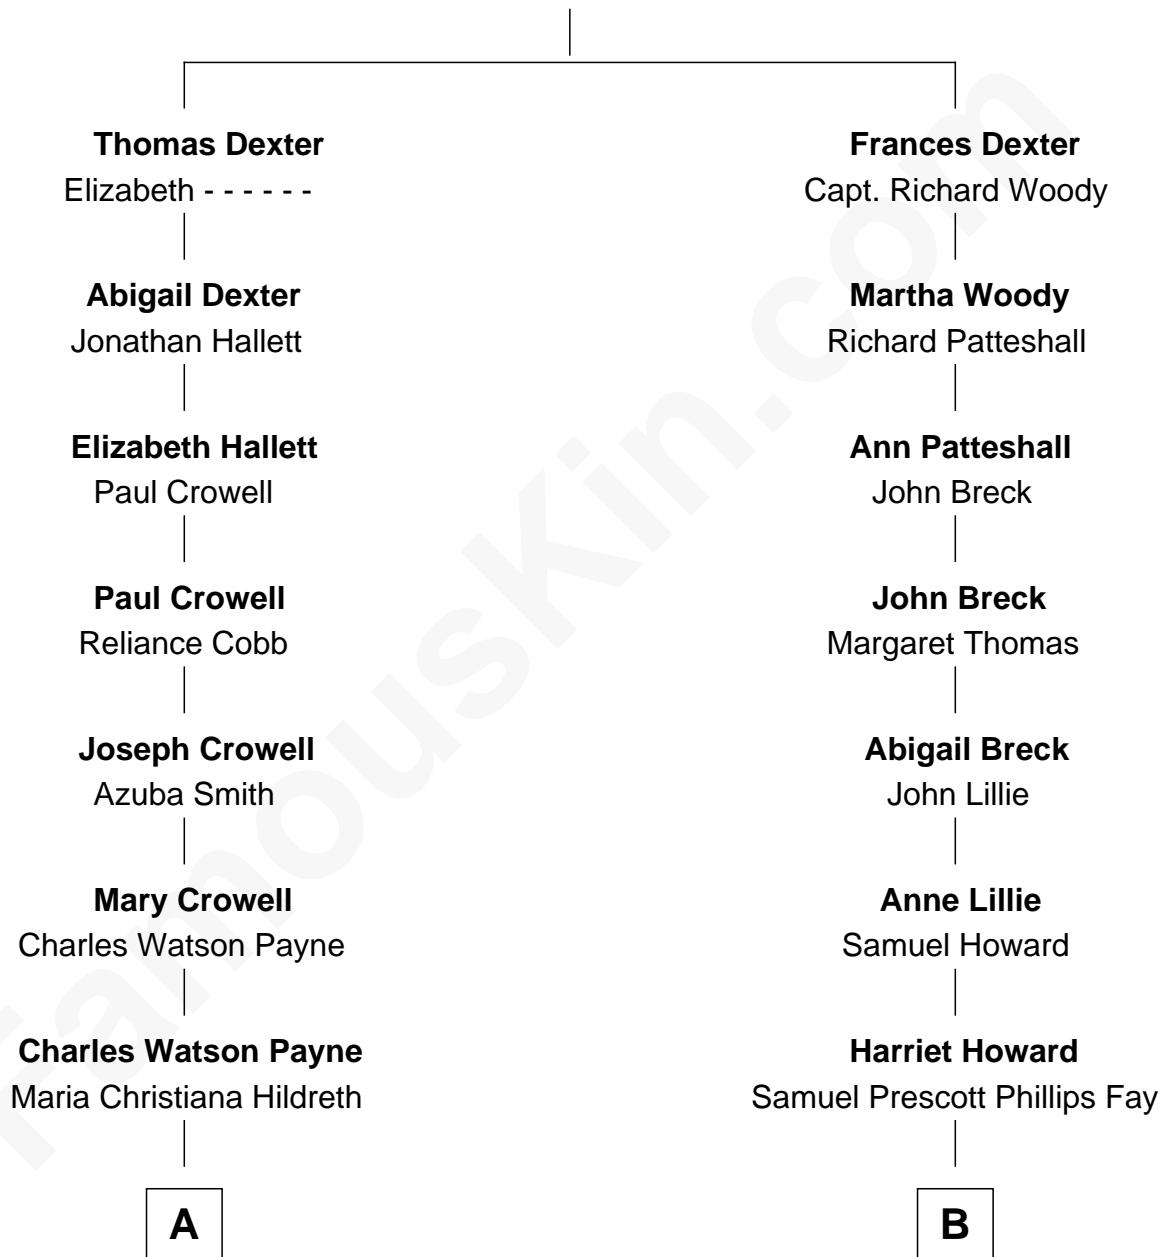 Thomas Dexter
Elizabeth - - - - - -
Abigail Dexter
Jonathan Hallett
Elizabeth Hallett
Paul Crowell
Paul Crowell
Reliance Cobb
Joseph Crowell
Azuba Smith
Mary Crowell
Charles Watson Payne
Charles Watson Payne
Maria Christiana Hildreth
A
Frances Dexter
Capt. Richard Woody
Martha Woody
Richard Patteshall
Ann Patteshall
John Breck
John Breck
Margaret Thomas
Abigail Breck
John Lillie
Anne Lillie
Samuel Howard
Harriet Howard
Samuel Prescott Phillips Fay
B
FamousKin.com